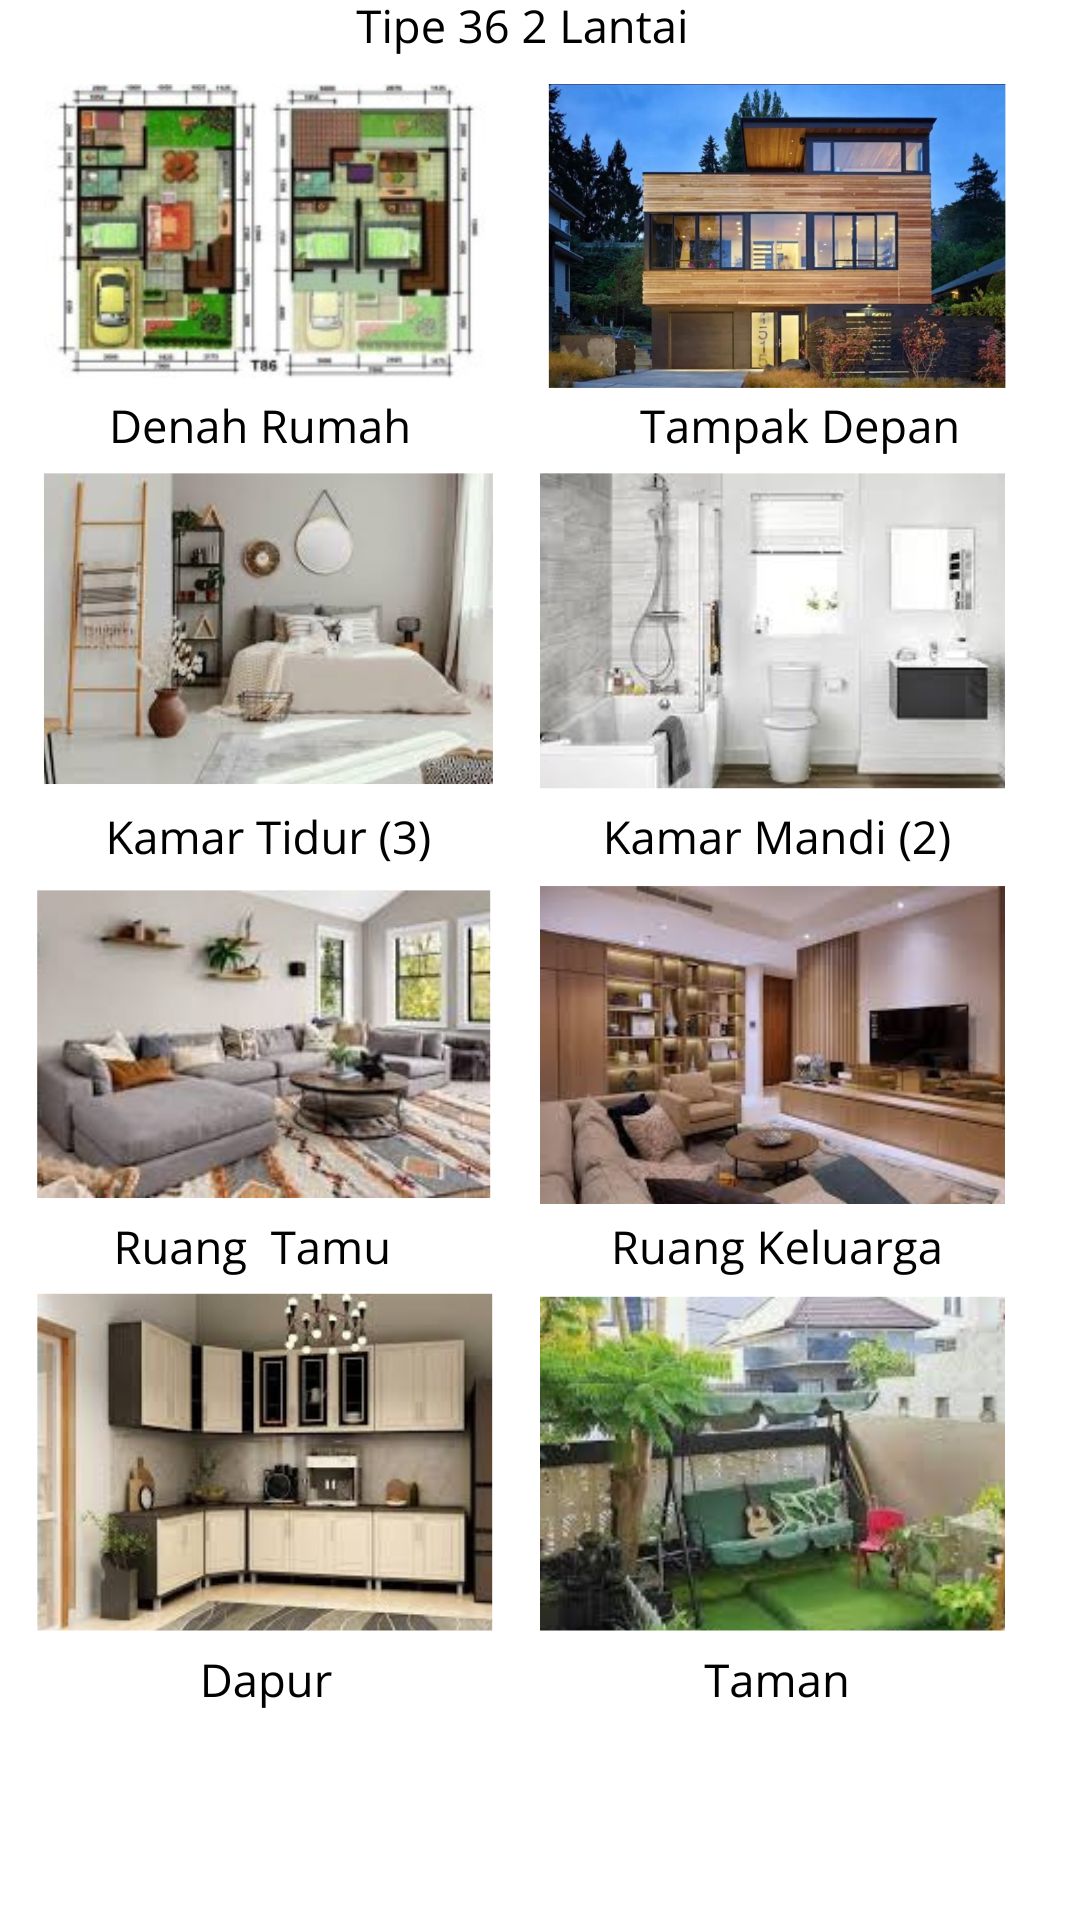 Tipe 36 2 Lantai
T86
Denah Rumah
Tampak Depan
Kamar Tidur (3)
Kamar Mandi (2)
Ruang  Tamu
Ruang Keluarga
Dapur
Taman